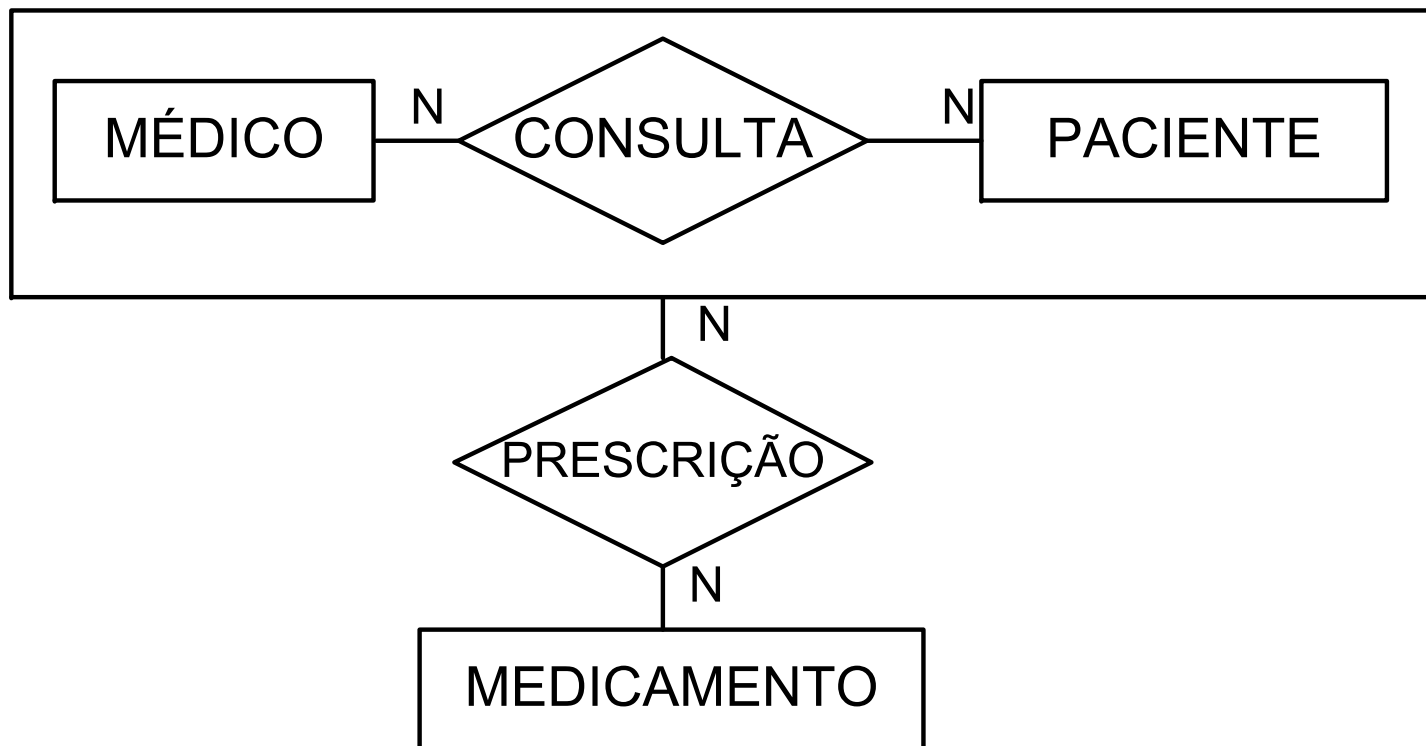 MÉDICO N CONSULTA N PACIENTE
N
PRESCRIÇÃO
N
MEDICAMENTO